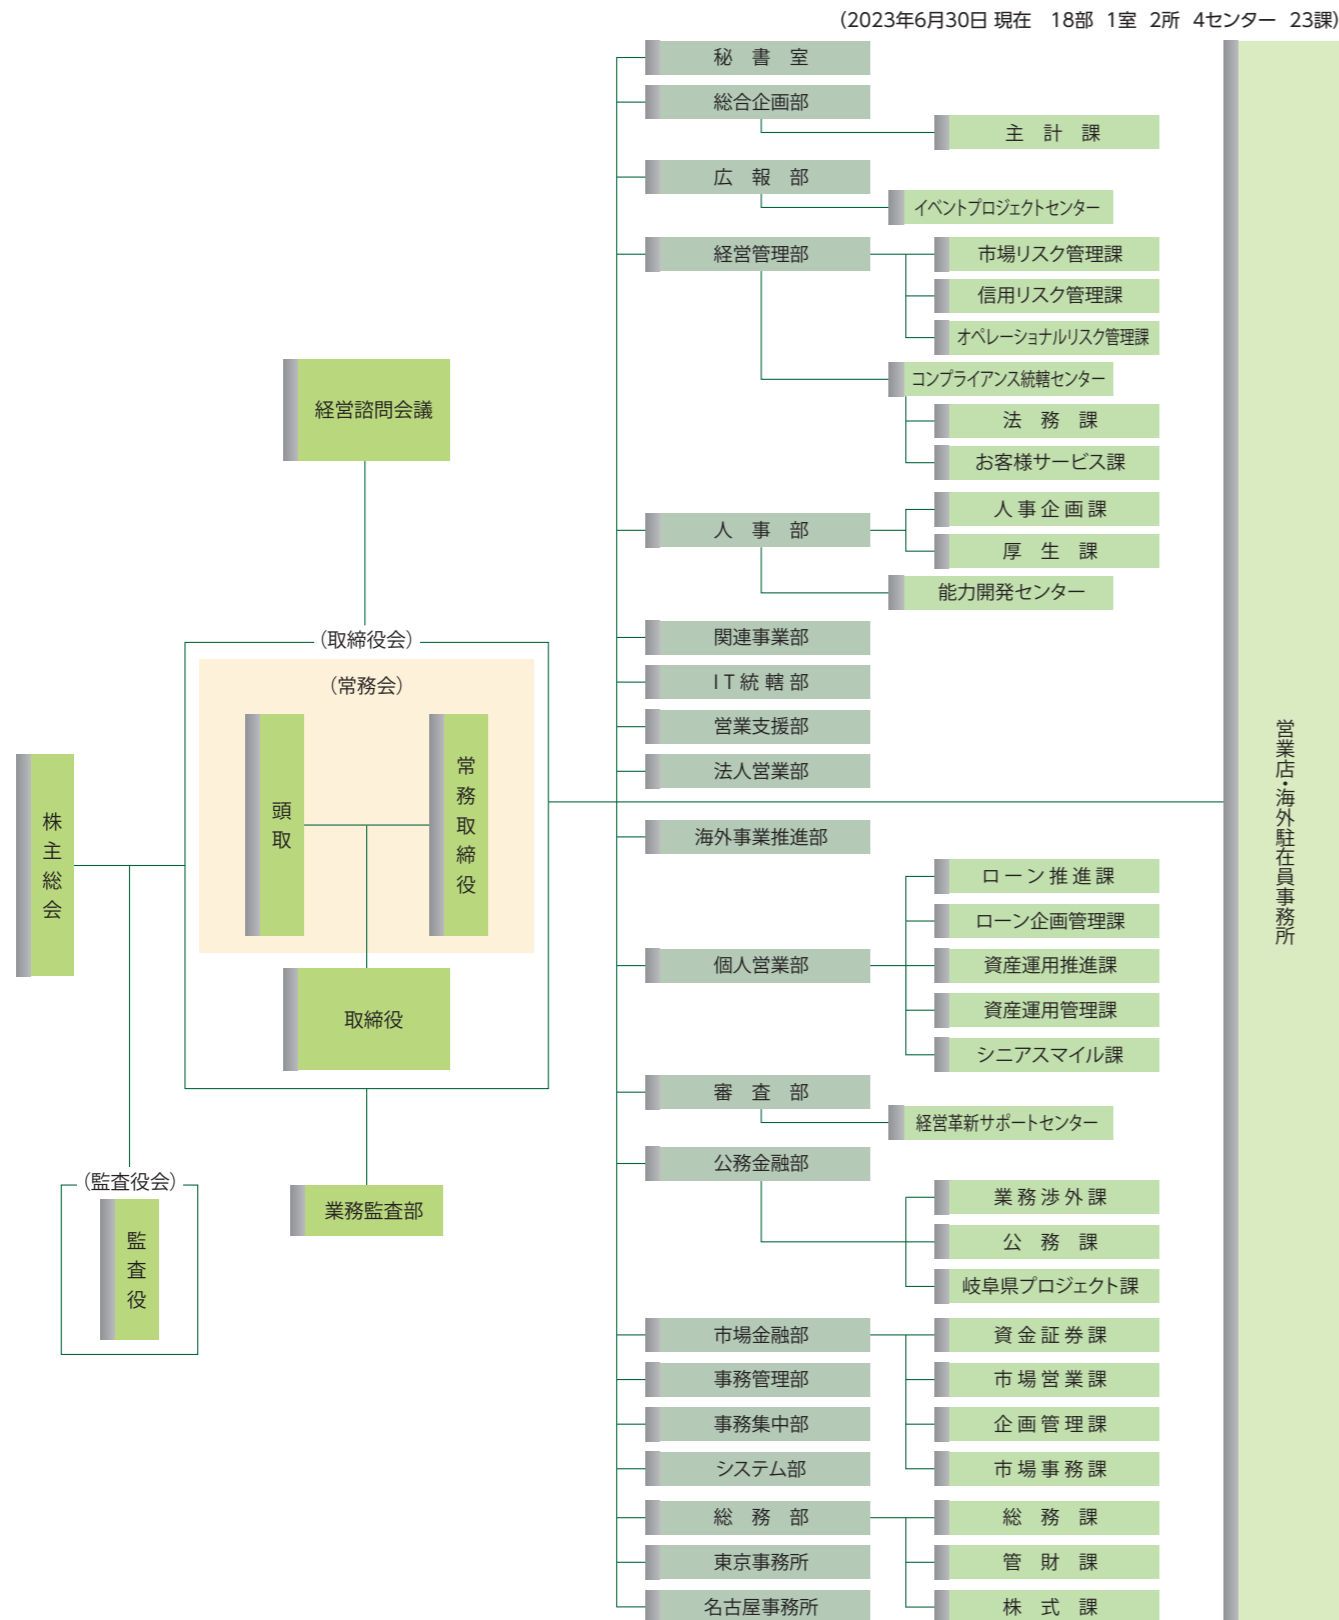 (2023年6月30日 現在　18部 1室 2所 4センター 23課)
秘書室
総合企画部
主計課
広報部
イベントプロジェクトセンター
経営管理部
市場リスク管理課
信用リスク管理課
オペレーショナルリスク管理課
コンプライアンス統轄センター
法務課
お客様サービス課
人事部
人事企画課
厚生課
能力開発センター
関連事業部
IT統轄部
営業支援部
法人営業部
海外事業推進部
個人営業部
ローン推進課
ローン企画管理課
資産運用推進課
資産運用管理課
シニアスマイル課
審査部
経営革新サポートセンター
公務金融部
業務渉外課
公務課
岐阜県プロジェクト課
市場金融部
資金証券課
市場営業課
企画管理課
市場事務課
事務管理部
事務集中部
システム部
総務部
総務課
管財課
株式課
東京事務所
名古屋事務所
経営諮問会議
(取締役会)
(常務会)
頭取
常務取締役
取締役
株主総会
(監査役会)
監査役
業務監査部
営業店・海外駐在員事務所